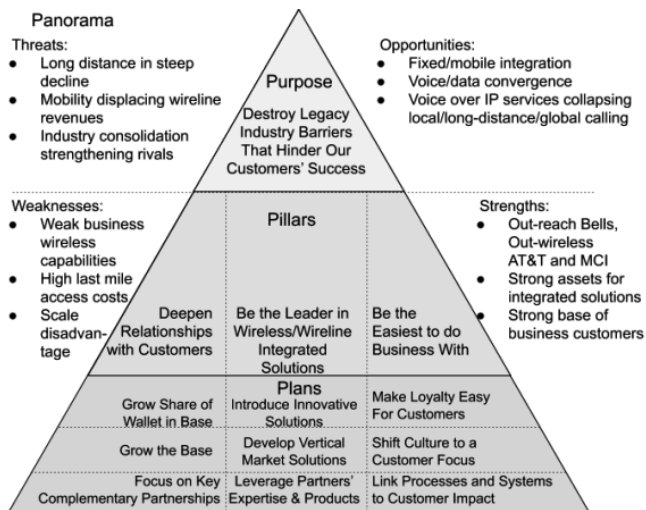 Panorama
Threats:
● Long distance in steep
decline
● Mobility displacing wireline
revenues
● Industry consolidation
strengthening rivals
Purpose
Destroy Legacy
Industry Barriers
That Hinder Our
Customers’ Success
Opportunities:
● Fixed/mobile integration
● Voice/data convergence
● Voice over IP services collapsing
local/long-distance/global calling
Weaknesses:
● Weak business
wireless
capabilities
● High last mile
access costs
● Scale
disadvan-
tage
Pillars
Deepen
Relationships
with Customers
Be the Leader in
Wireless/Wireline
Integrated
Solutions
Be the
Easiest to do
Business With
Strengths:
● Out-reach Bells,
Out-wireless
AT&T and MCI
● Strong assets for
integrated solutions
● Strong base of
business customers
Plans
Grow Share of
Wallet in Base
Introduce Innovative
Solutions
Make Loyalty Easy
For Customers
Grow the Base
Develop Vertical
Market Solutions
Shift Culture to a
Customer Focus
Focus on Key
Complementary Partnerships
Leverage Partners’
Expertise & Products
Link Processes and Systems
to Customer Impact